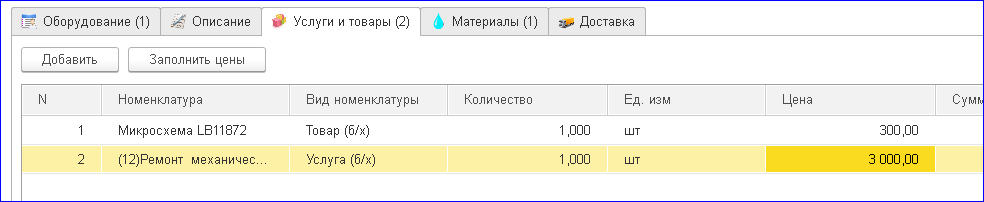 Оборудование (1) Описание Услуги и товары (2) Материалы (1) Доставка
Добавить Заполнить цены
N Номенклатура Вид номенклатуры Количество Ед. изм Цена Сумм
1 Микросхема LB11872 Товар (б/х) 1,000 шт 300,00
2 (12)Ремонт механичес... Услуга (б/х) 1,000 шт 3 000,00